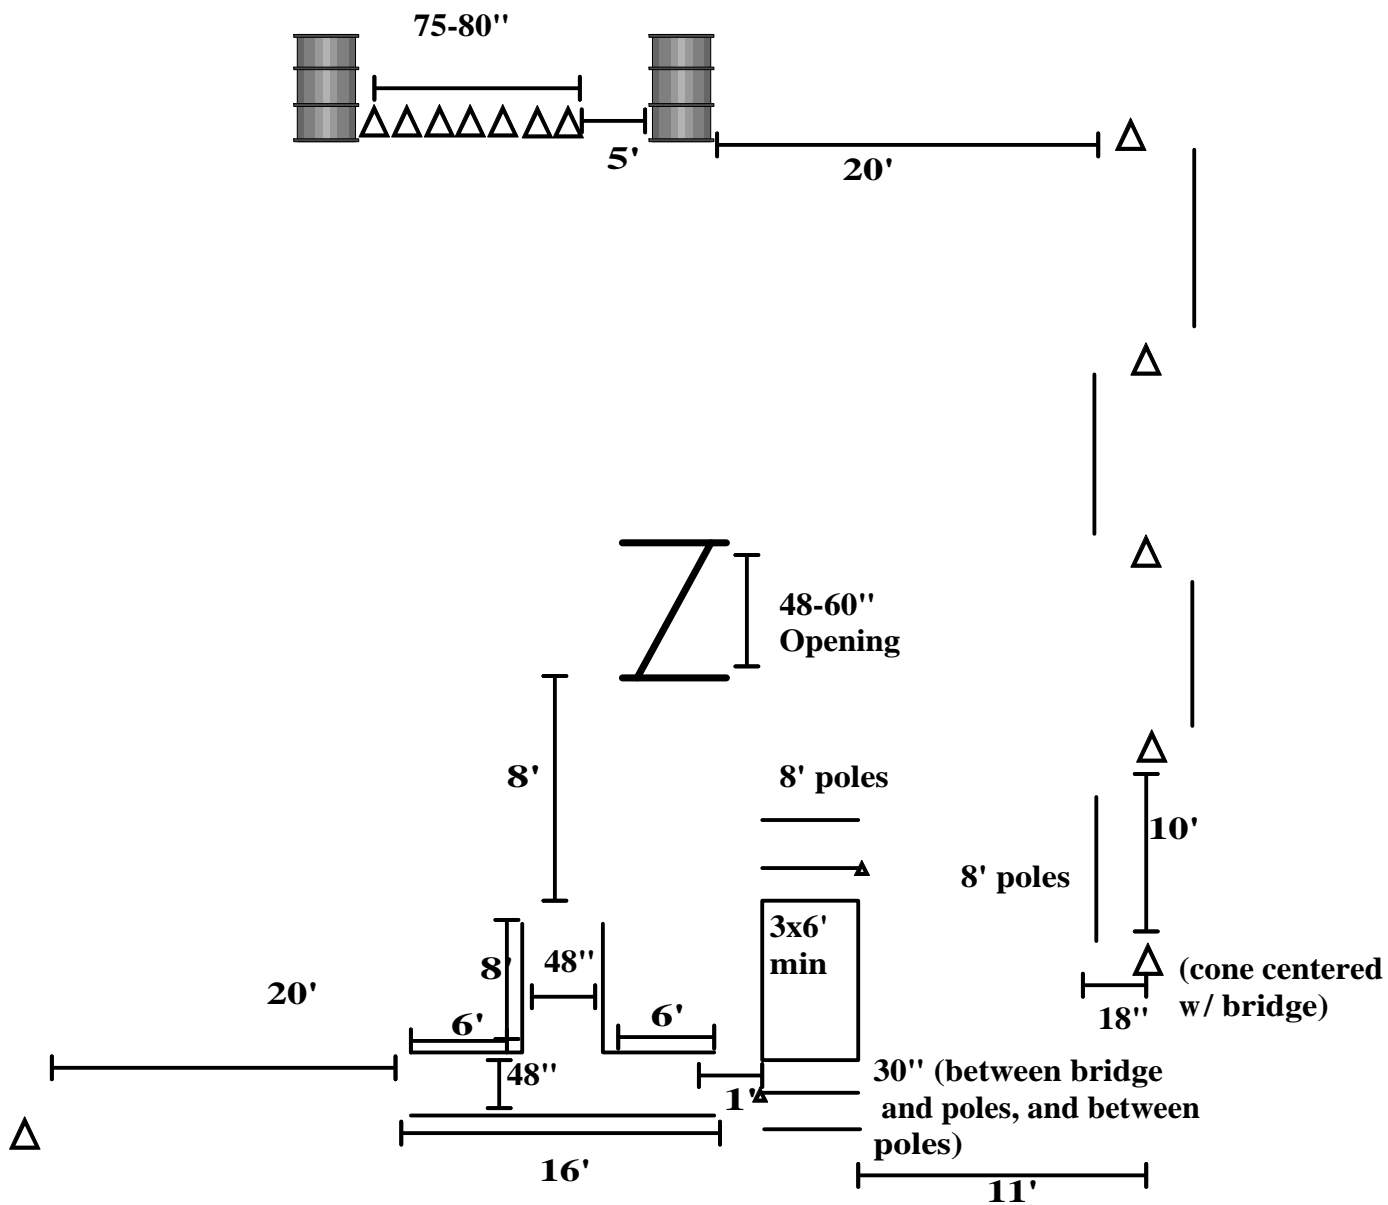 75-80"
5'
20'
48-60"
Opening
8'
8' poles
10'
8' poles
3x6'
min
8'
48"
(cone centered
w/ bridge)
20'
6'
6'
18"
48"
1'
30" (between bridge
and poles, and between
poles)
16'
11'